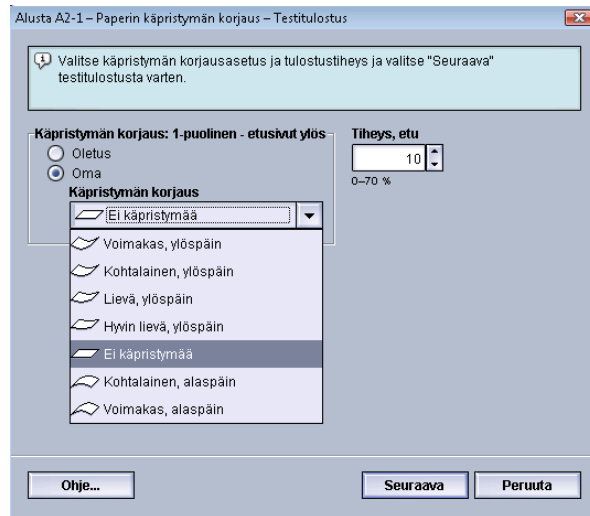 Alusta A2-1 – Paperin käpristymän korjaus – Testitulostus
Valitse käpristymän korjausasetus ja tulostustiheys ja valitse "Seuraava"
testitulostusta varten.
Käpristymän korjaus: 1-puolinen - etusivut ylös
Tiheys, etu
Oletus
10
Oma
0–70 %
Käpristymän korjaus
Ei käpristymää
Voimakas, ylöspäin
Kohtalainen, ylöspäin
Lievä, ylöspäin
Hyvin lievä, ylöspäin
Ei käpristymää
Kohtalainen, alaspäin
Voimakas, alaspäin
Ohje...
Seuraava
Peruuta